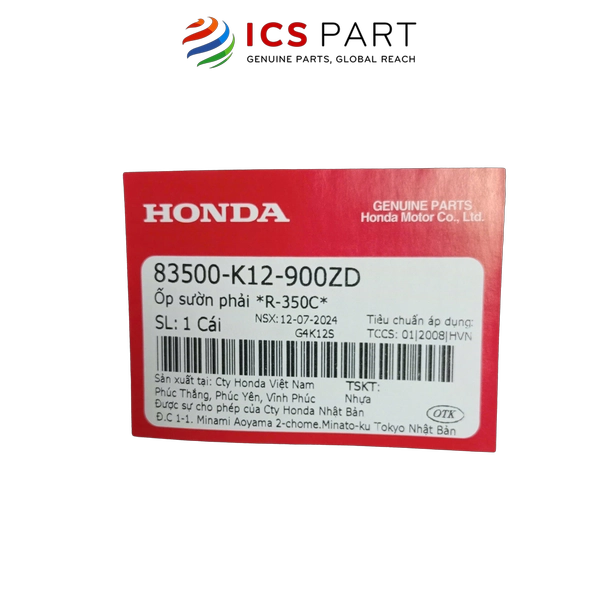 ICS PART
GENUINE PARTS, GLOBAL REACH
HONDA
GENUINE PARTS
Honda Motor Co., Ltd.
83500-K12-900ZD
Ốp sườn phải *R-350C*
SL: 1 Cái
NSX: 12-07-2024
G4K12S
Tiêu chuẩn áp dụng:
TCCS: 01|2008|HVN
Sản xuất tại: Cty Honda Việt Nam
Phúc Thắng, Phúc Yên, Vĩnh Phúc
TSKT:
Nhựa
Được sự cho phép của Cty Honda Nhật Bản
Đ.C 1-1. Minami Aoyama 2-chome.Minato-ku Tokyo Nhật Bản
OTK